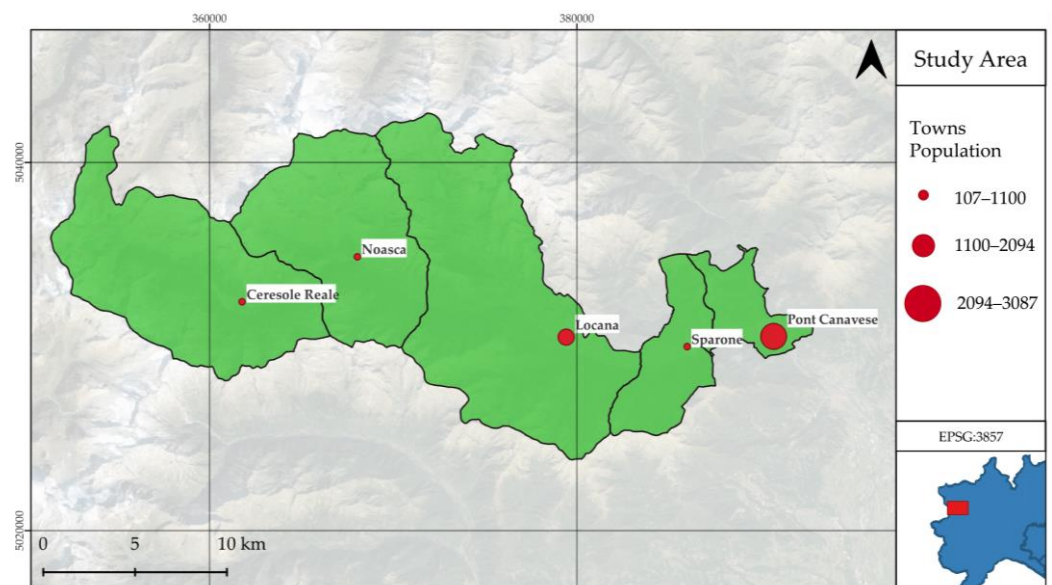 360000
380000
5040000
5020000
Noasca
Ceresole Reale
Locana
Sparone
Pont Canavese
0
5
10 km
Study Area
Towns
Population
107–1100
1100–2094
2094–3087
EPSG:3857